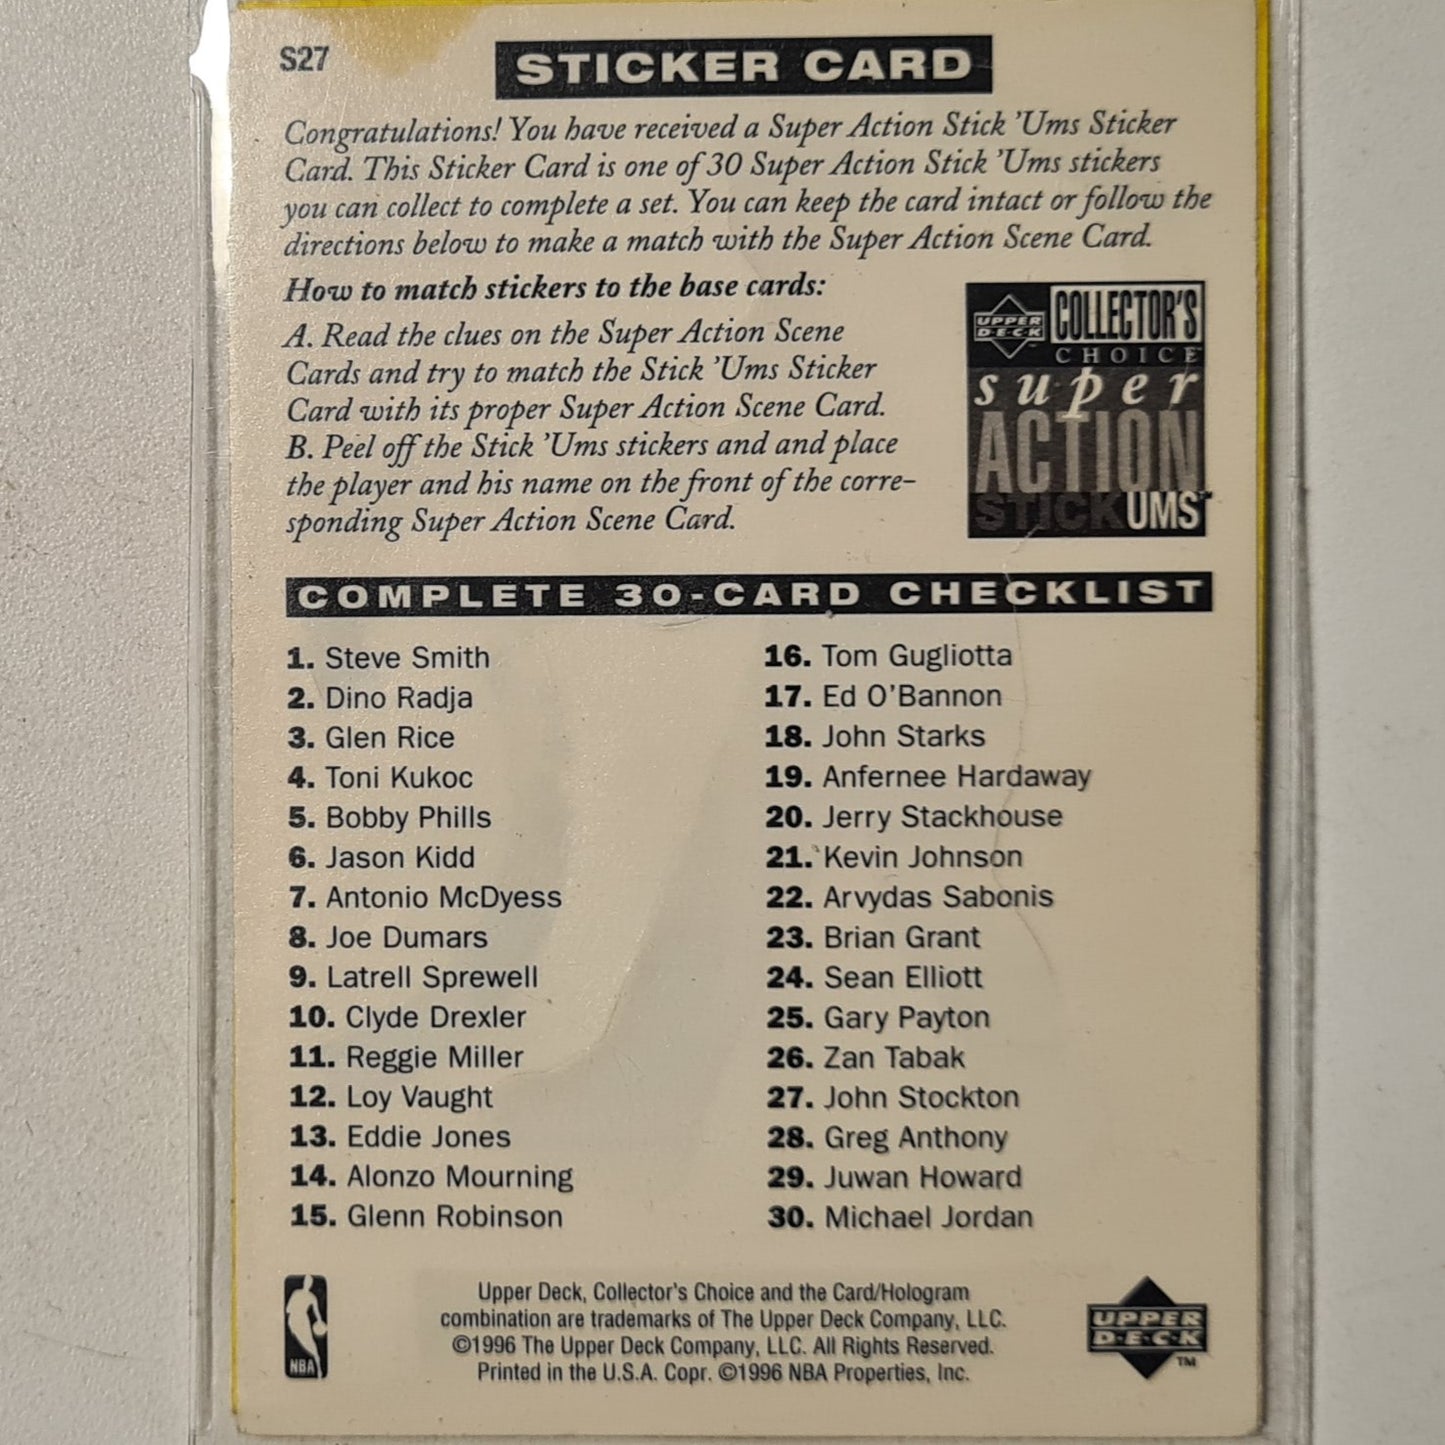 S27
STICKER CARD
Congratulations! You have received a Super Action Stick 'Ums Sticker
Card. This Sticker Card is one of 30 Super Action Stick 'Ums stickers
you can collect to complete a set. You can keep the card intact or follow the
directions below to make a match with the Super Action Scene Card.
How to match stickers to the base cards:
A. Read the clues on the Super Action Scene
Cards and try to match the Stick 'Ums Sticker
Card with its proper Super Action Scene Card.
B. Peel off the Stick 'Ums stickers and and place
the player and his name on the front of the corre-
sponding Super Action Scene Card.
UPPER
DECK
COLLECTOR'S
CHOICE
super
ACTION
STICKUMS™
COMPLETE 30-CARD CHECKLIST
1. Steve Smith
2. Dino Radja
3. Glen Rice
4. Toni Kukoc
5. Bobby Phills
6. Jason Kidd
7. Antonio McDyess
8. Joe Dumars
9. Latrell Sprewell
10. Clyde Drexler
11. Reggie Miller
12. Loy Vaught
13. Eddie Jones
14. Alonzo Mourning
15. Glenn Robinson
16. Tom Gugliotta
17. Ed O'Bannon
18. John Starks
19. Anfernee Hardaway
20. Jerry Stackhouse
21. Kevin Johnson
22. Arvydas Sabonis
23. Brian Grant
24. Sean Elliott
25. Gary Payton
26. Zan Tabak
27. John Stockton
28. Greg Anthony
29. Juwan Howard
30. Michael Jordan
NBA
Upper Deck, Collector's Choice and the Card/Hologram
combination are trademarks of The Upper Deck Company, LLC.
©1996 The Upper Deck Company, LLC. All Rights Reserved.
Printed in the U.S.A. Copr. ©1996 NBA Properties, Inc.
UPPER
DECK
™